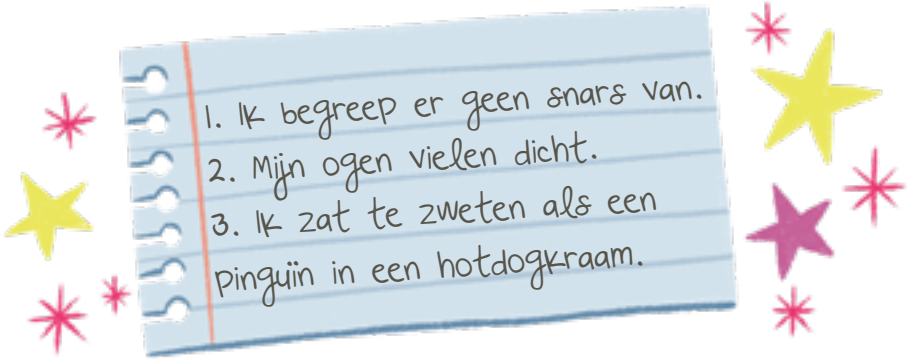 1. Ik begreep er geen snars van.
2. Mijn ogen vielen dicht.
3. Ik zat te zweten als een
pinguïn in een hotdogkraam.